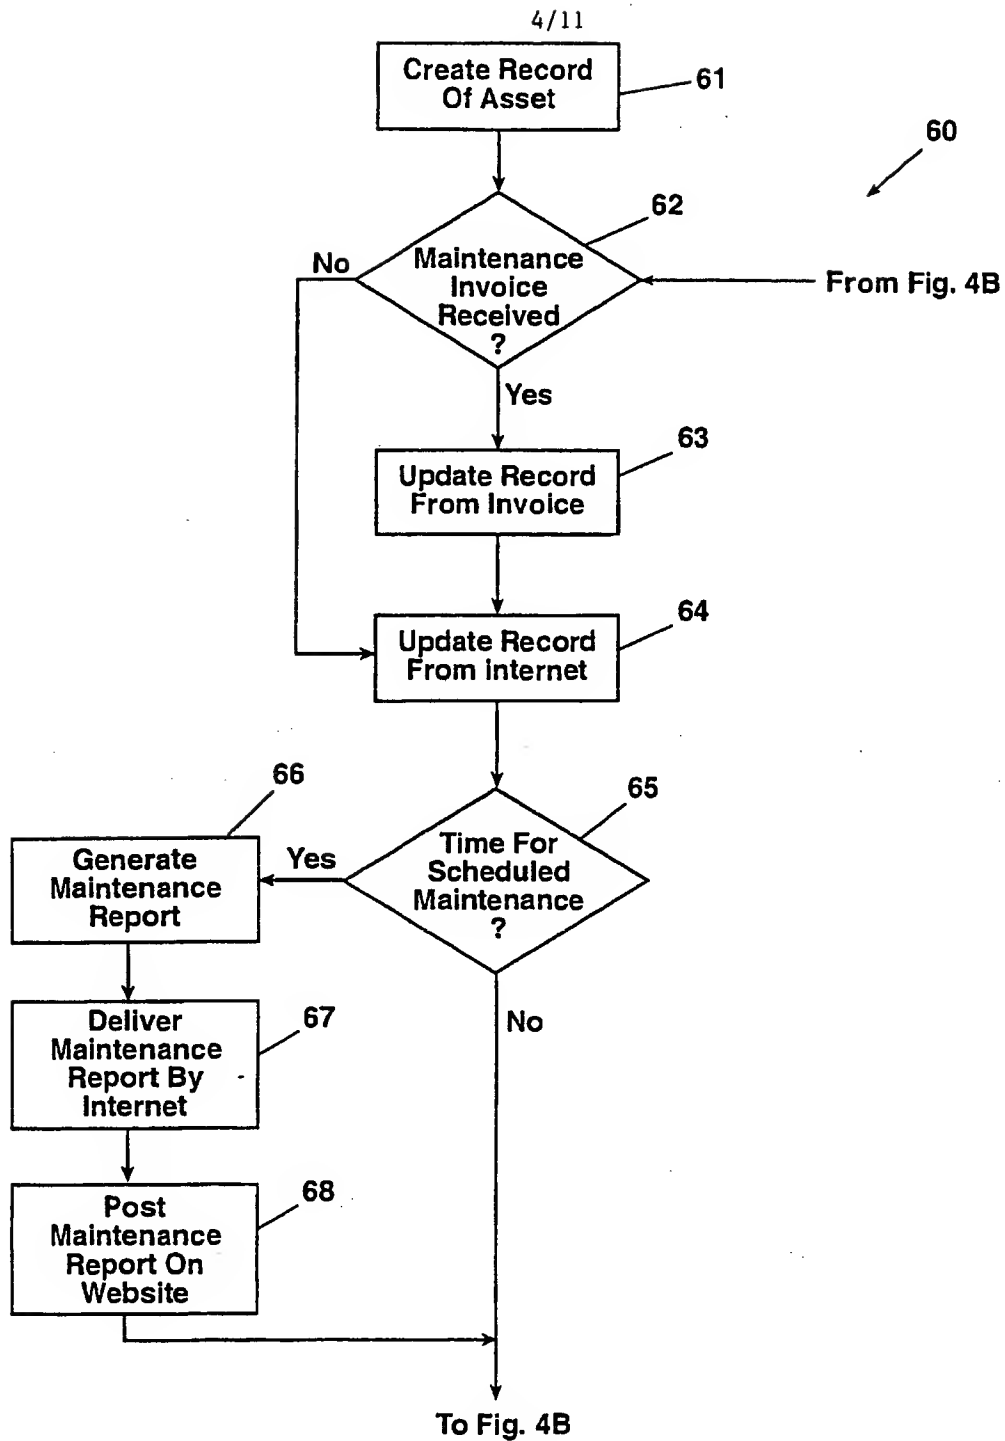 4/11
Create Record
Of Asset
61
60
62
No
Maintenance
Invoice
Received
?
From Fig. 4B
Yes
63
Update Record
From Invoice
64
Update Record
From internet
66
65
Generate
Maintenance
Report
Yes
Time For
Scheduled
Maintenance
?
67
Deliver
Maintenance
Report By
Internet
No
68
Post
Maintenance
Report On
Website
To Fig. 4B